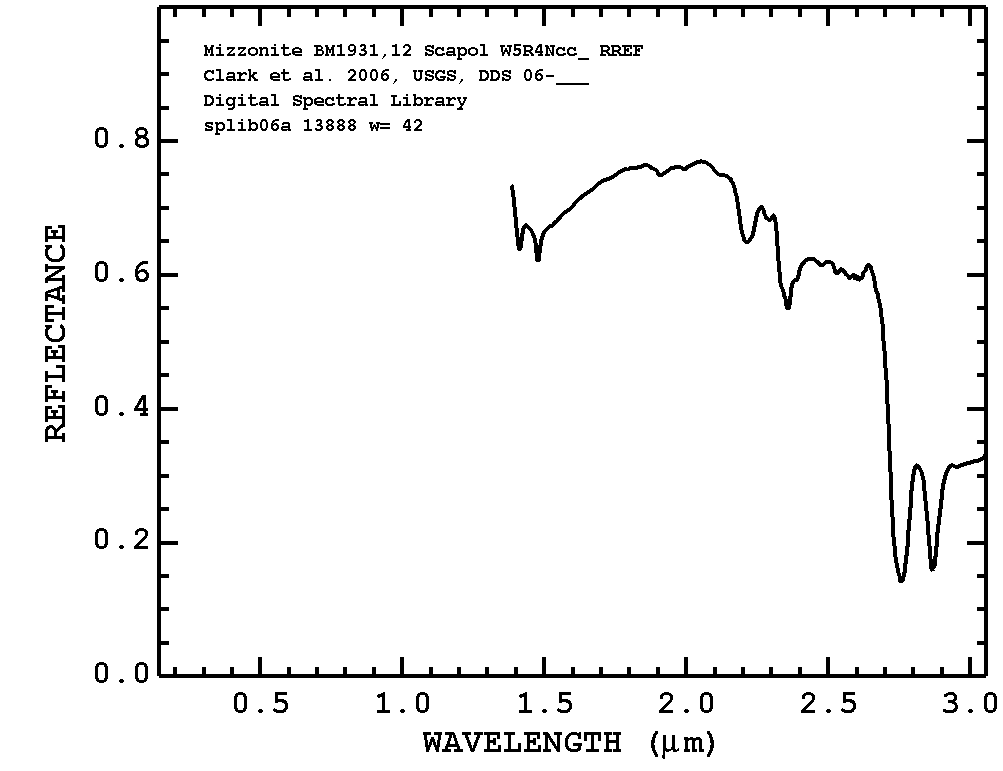 Mizzonite BM1931,12 Scapol W5R4Ncc_ RREF
Clark et al. 2006, USGS, DDS 06-___
Digital Spectral Library
splib06a 13888 w= 42
0.8
0.6
0.4
0.2
0.0
REFLECTANCE
0.5 1.0 1.5 2.0 2.5 3.0
WAVELENGTH (μm)